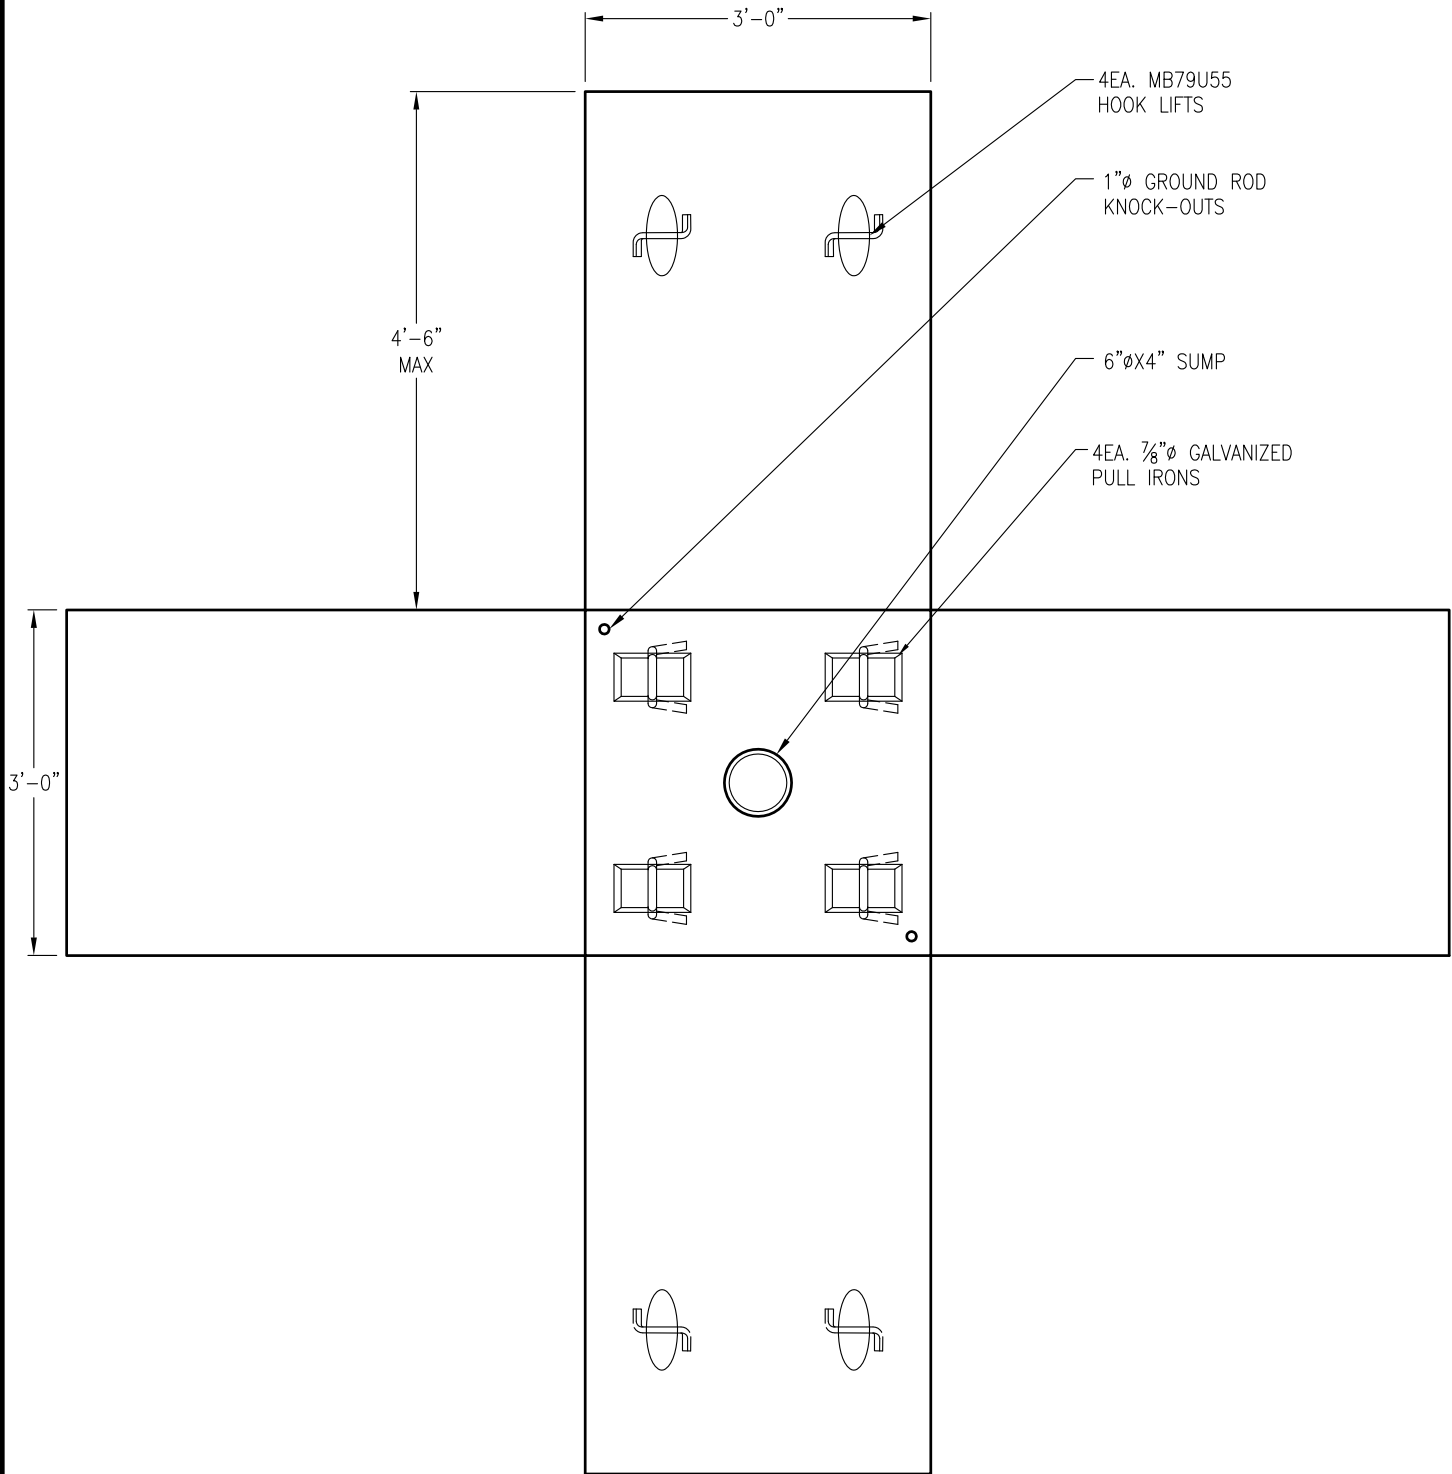 3'-0"
4EA. MB79U55
HOOK LIFTS
1"ø GROUND ROD
KNOCK-OUTS
4'-6"
MAX
6"øX4" SUMP
4EA. ⅞"ø GALVANIZED
PULL IRONS
3'-0"